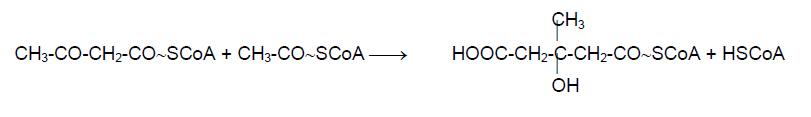 CH₃
CH₃-CO-CH₂-CO~SCoA + CH₃-CO~SCoA ⟶ HOOC-CH₂-C-CH₂-CO~SCoA + HSCoA
OH